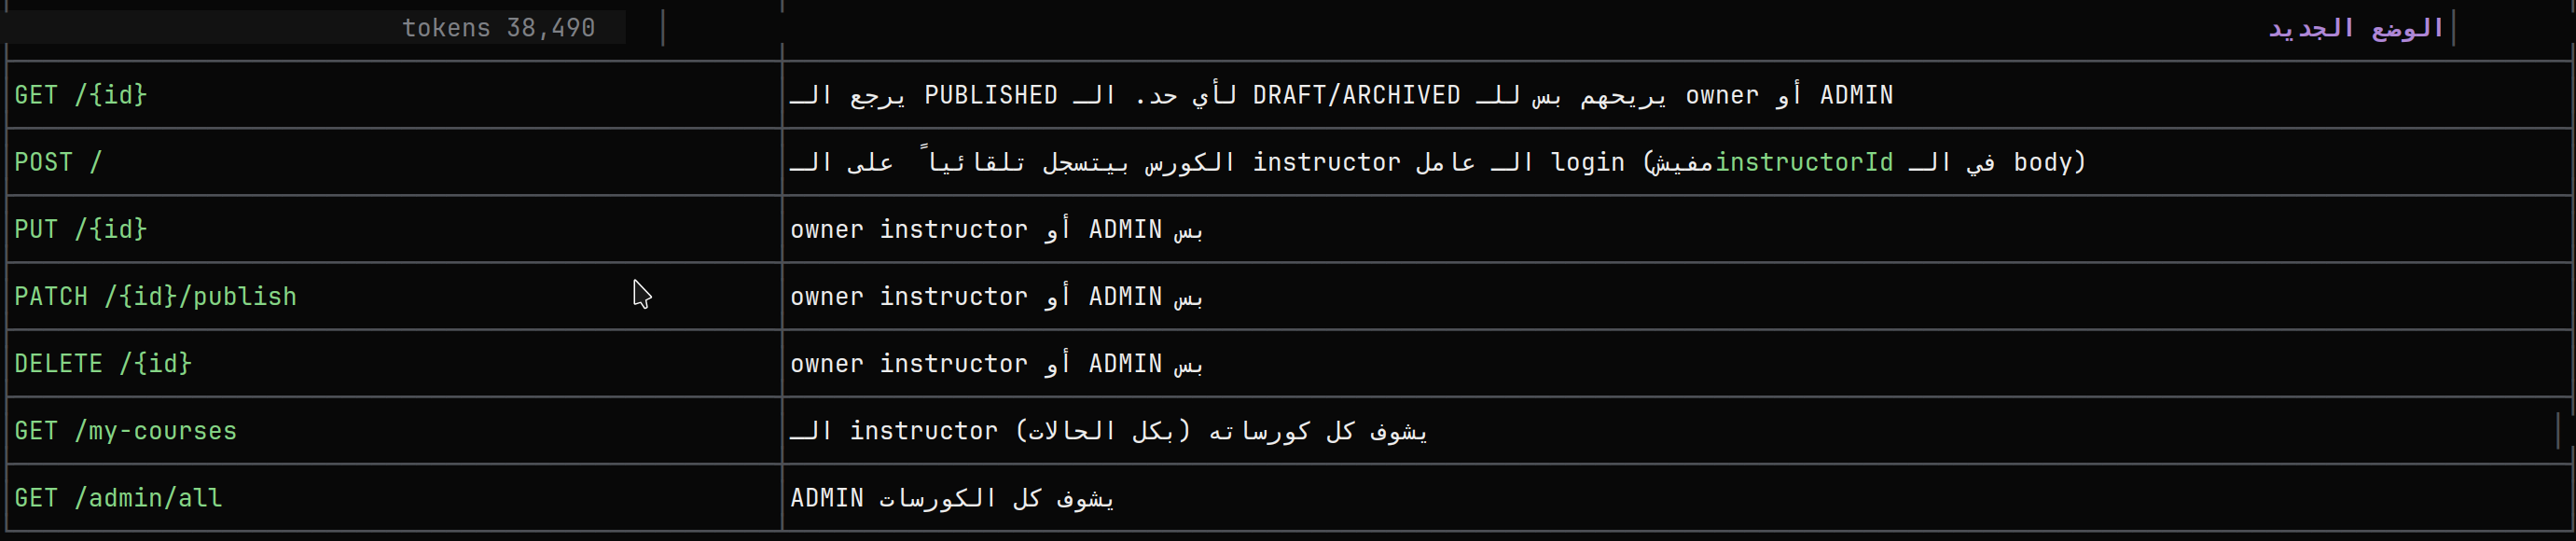 tokens 38,490
الوضع الجديد
GET /{id}
يرجع الـ PUBLISHED لأي حد. الـ DRAFT/ARCHIVED يريحهم بس للـ owner أو ADMIN
POST /
الكورس بيتسجل تلقائياً على الـ instructor الـ عامل login (مفيش instructorId في الـ body)
PUT /{id}
owner instructor أو ADMIN بس
PATCH /{id}/publish
owner instructor أو ADMIN بس
DELETE /{id}
owner instructor أو ADMIN بس
GET /my-courses
الـ instructor يشوف كل كورساته (بكل الحالات)
GET /admin/all
ADMIN يشوف كل الكورسات